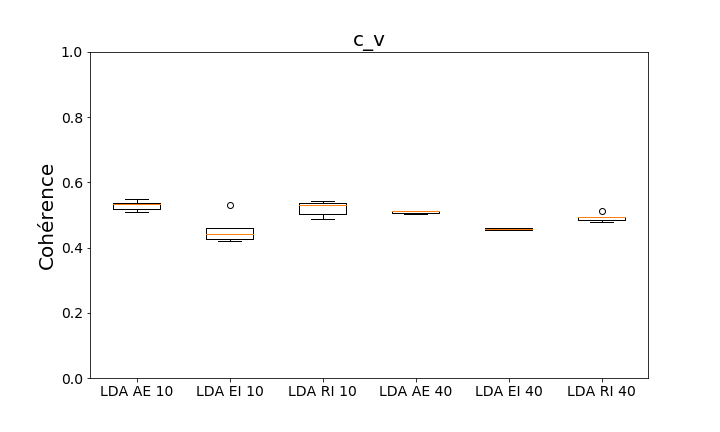 c_v
Cohérence
1.0
0.8
0.6
0.4
0.2
0.0
LDA AE 10
LDA EI 10
LDA RI 10
LDA AE 40
LDA EI 40
LDA RI 40